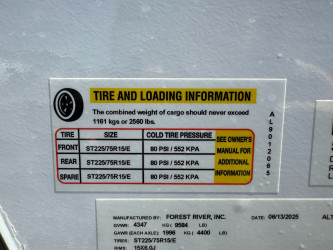 TIRE AND LOADING INFORMATION
The combined weight of cargo should never exceed
1161 kgs or 2560 lbs.
TIRE SIZE COLD TIRE PRESSURE SEE OWNER'S MANUAL FOR ADDITIONAL INFORMATION
FRONT ST225/75R15/E 80 PSI / 552 KPA
REAR ST225/75R15/E 80 PSI / 552 KPA
SPARE ST225/75R15/E 80 PSI / 552 KPA
AL9012065
MANUFACTURED BY: FOREST RIVER, INC. DATE: 06/13/2025
GVWR: 4347 KG ( 9584 LB)
GAWR (EACH AXLE) 1996 KG ( 4400 LB)
TIRES: ST225/75R15/E